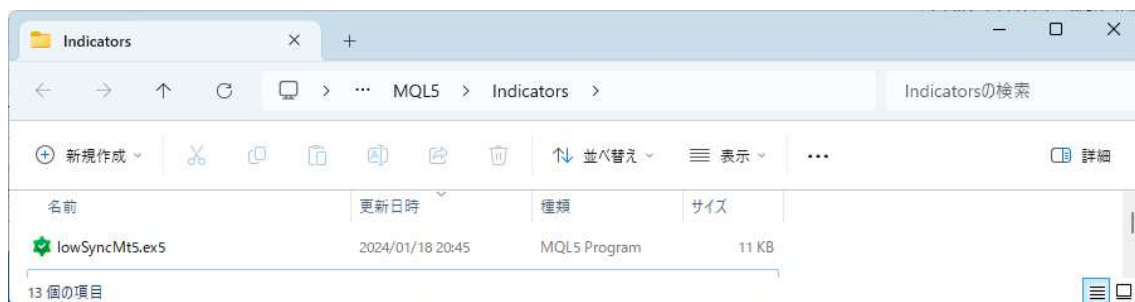 Indicators
MQL5 > Indicators >
Indicatorsの検索
新規作成
並べ替え
表示
詳細
名前 更新日時 種類 サイズ
lowSyncMt5.ex5 2024/01/18 20:45 MQL5 Program 11 KB
13 個の項目